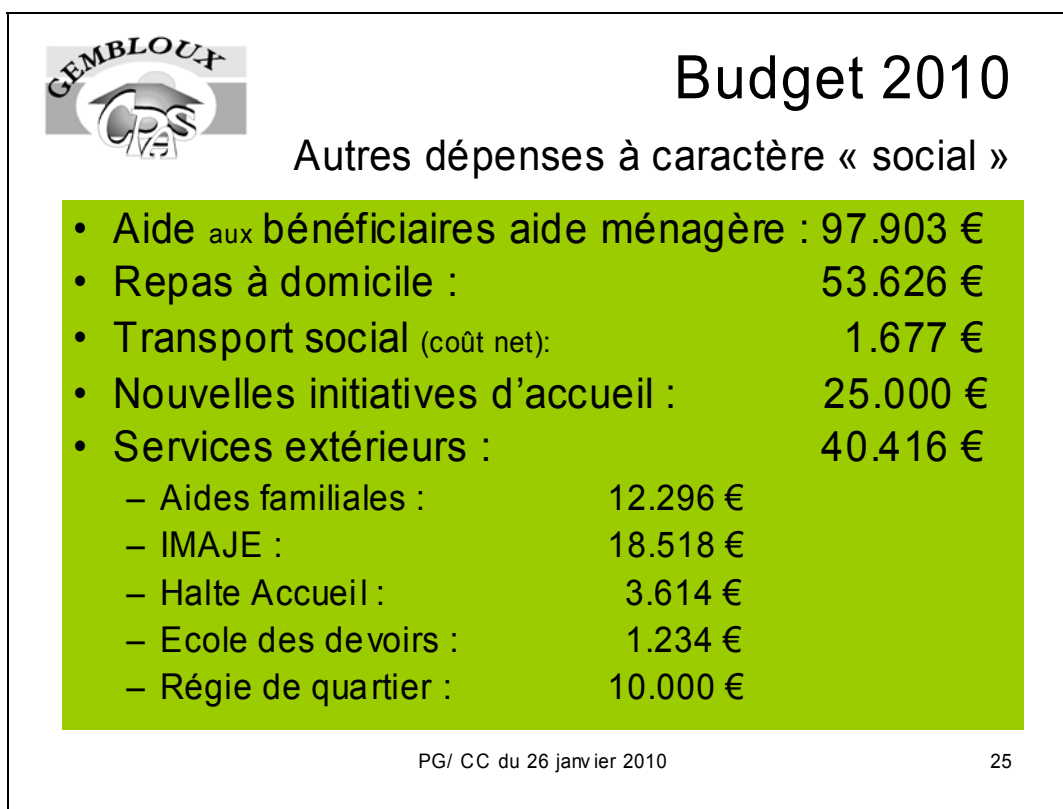 GEMBLOUX
CPAS
Budget 2010
Autres dépenses à caractère « social »
• Aide aux bénéficiaires aide ménagère : 97.903 €
• Repas à domicile : 53.626 €
• Transport social (coût net): 1.677 €
• Nouvelles initiatives d’accueil : 25.000 €
• Services extérieurs : 40.416 €
– Aides familiales : 12.296 €
– IMAJE : 18.518 €
– Halte Accueil : 3.614 €
– Ecole des devoirs : 1.234 €
– Régie de quartier : 10.000 €
PG/ CC du 26 janvier 2010 25